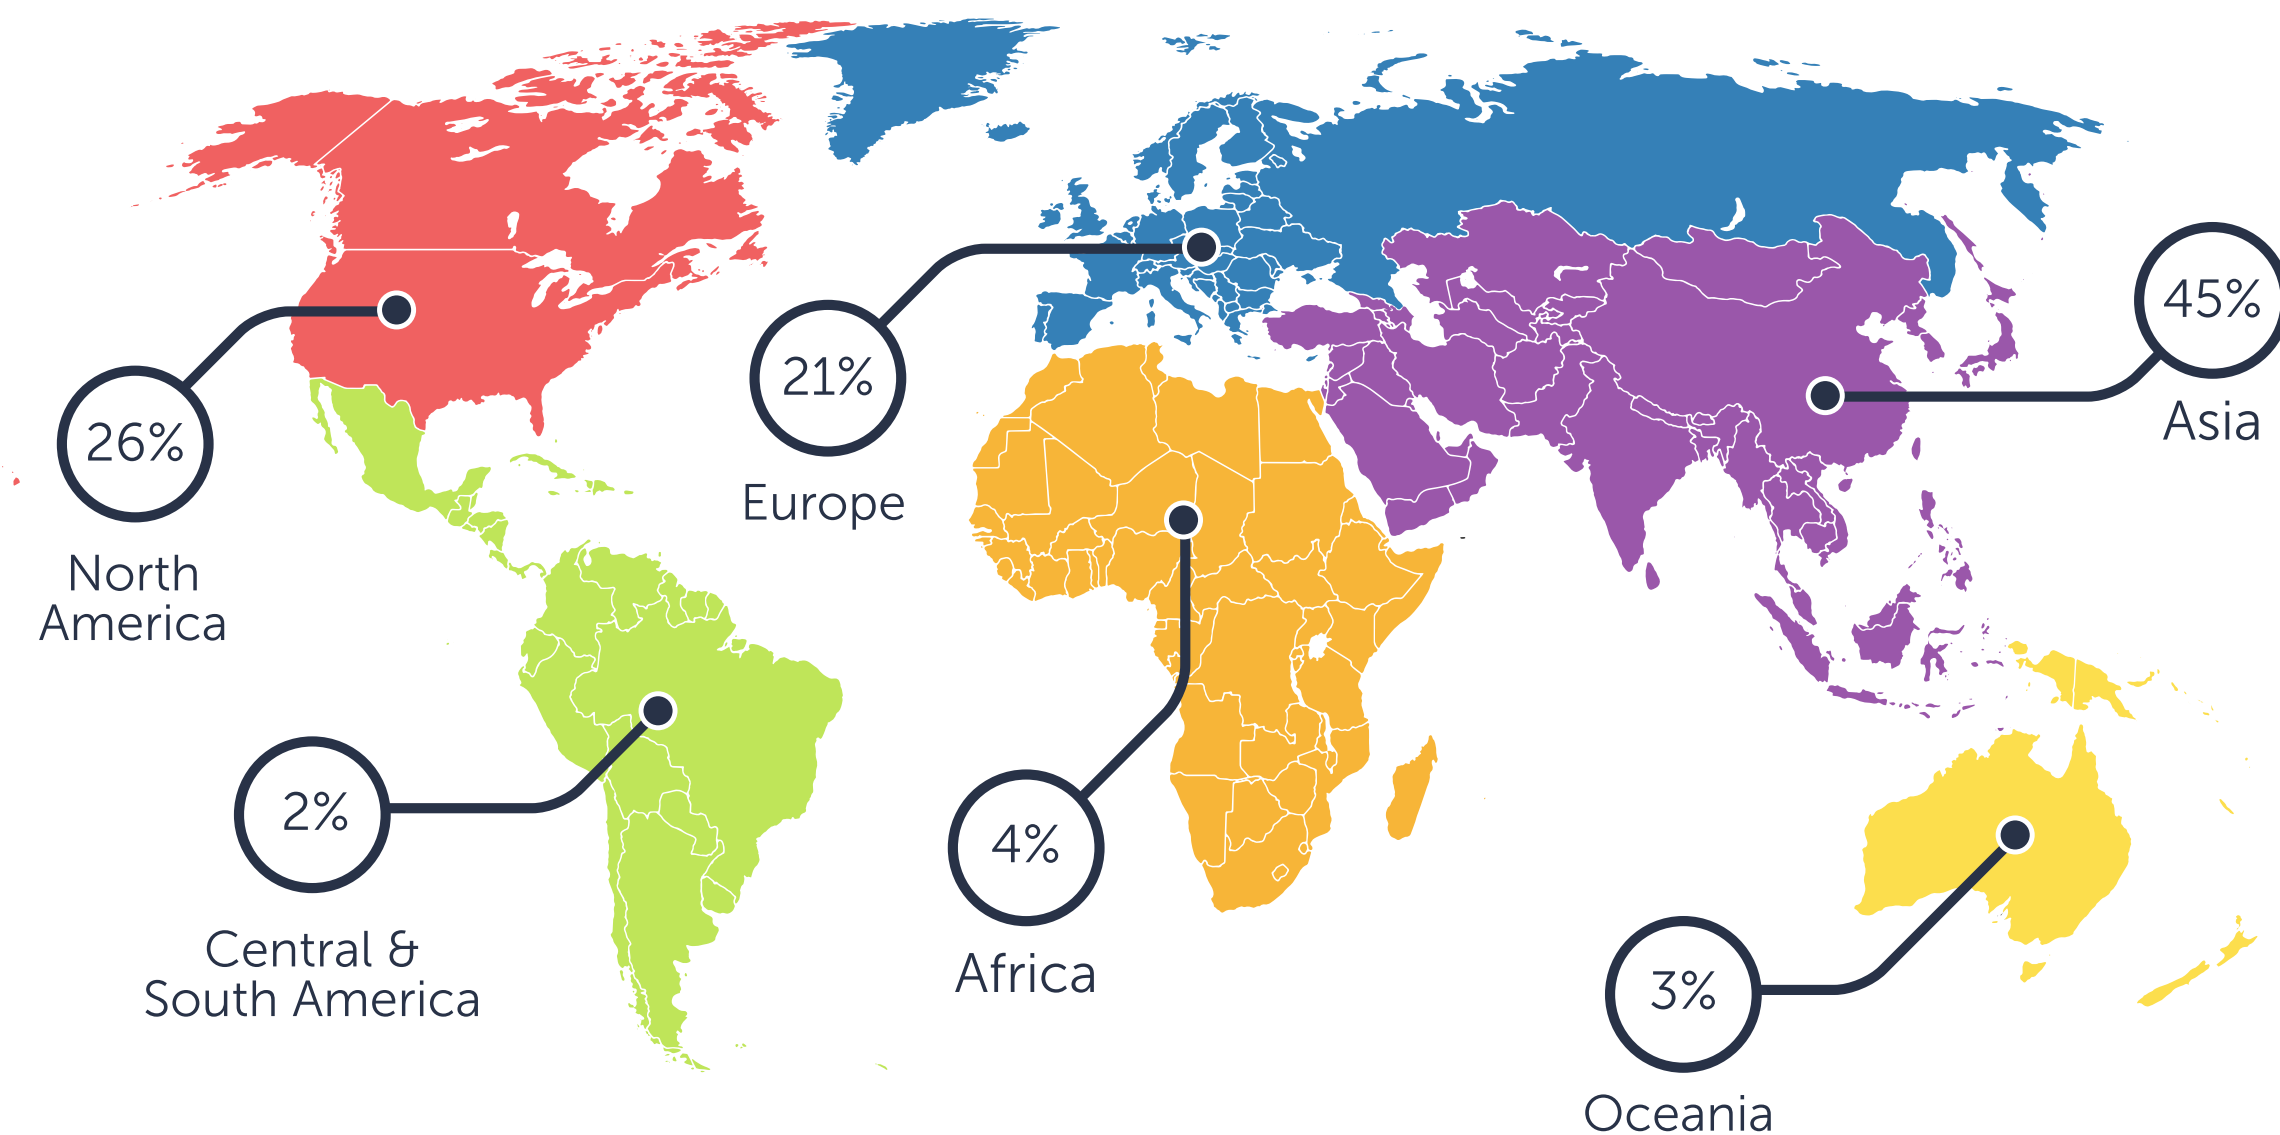 26%
North
America
21%
Europe
45%
Asia
2%
Central &
South America
4%
Africa
3%
Oceania